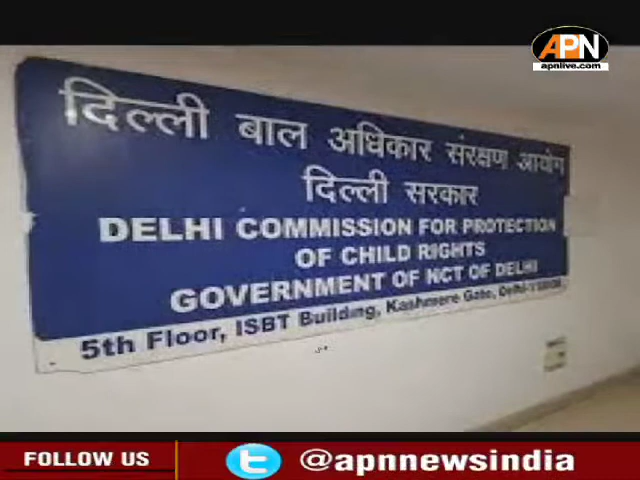 APN
apnlive.com
दिल्ली बाल अधिकार संरक्षण आयोग
दिल्ली सरकार
DELHI COMMISSION FOR PROTECTION
OF CHILD RIGHTS
GOVERNMENT OF NCT OF DELHI
5th Floor, ISBT Building, Kashmere Gate,
FOLLOW US
@apnnewsindia